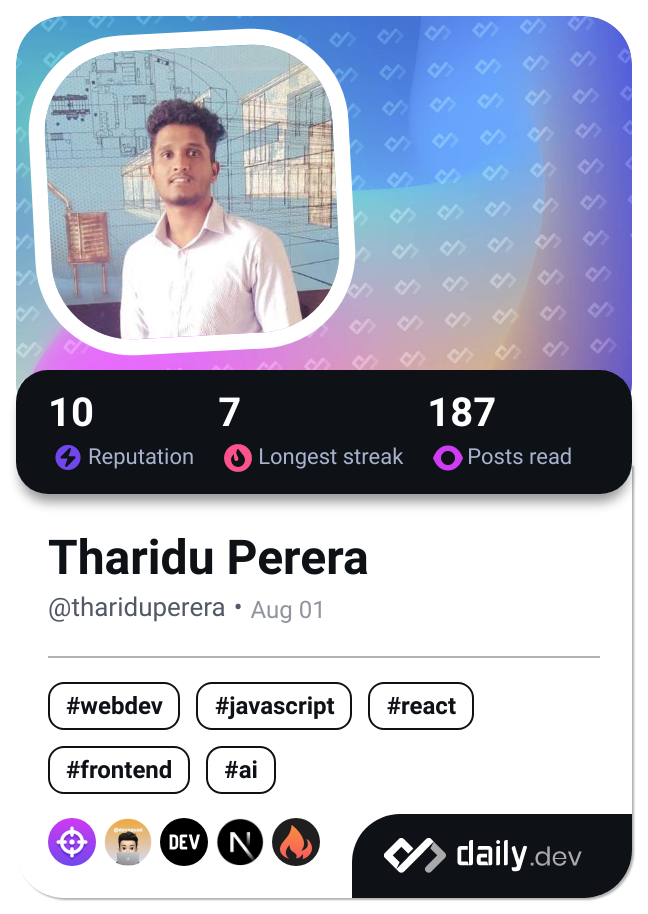 10 7 187
Reputation Longest streak Posts read
Tharidu Perera
@thariduperera • Aug 01
#webdev #javascript #react
#frontend #ai
DEV N daily.dev